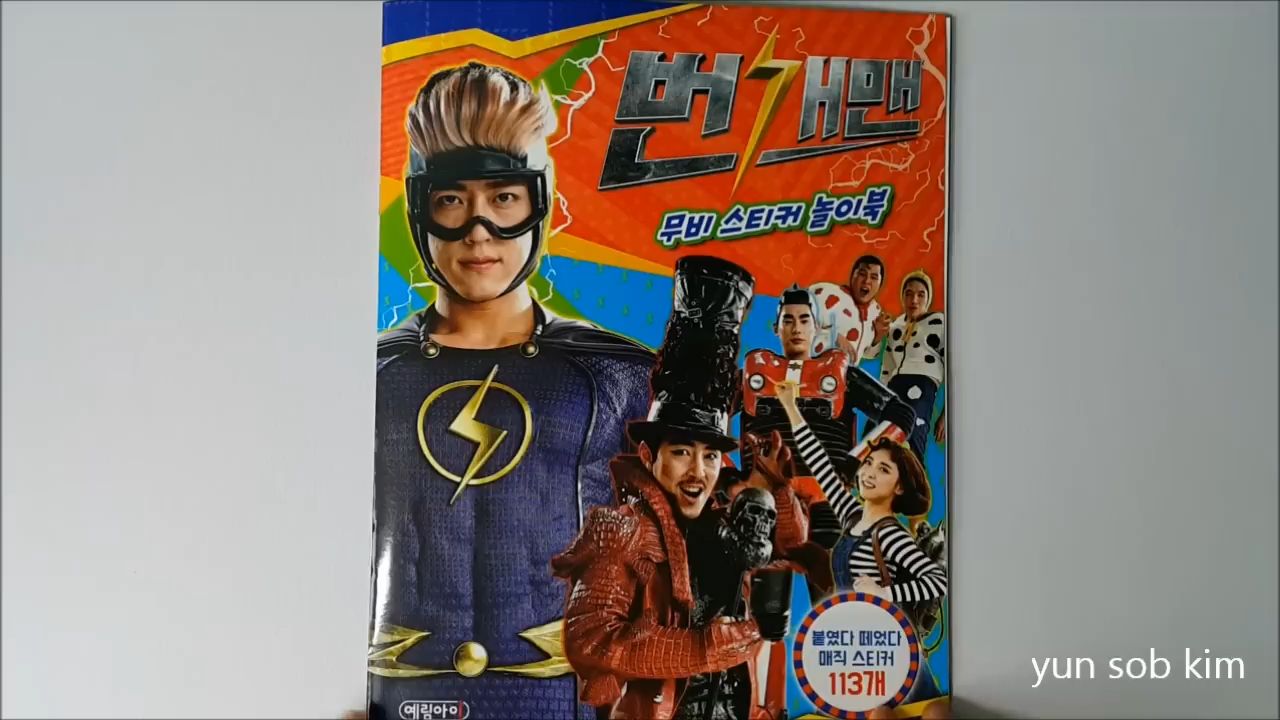 번개맨
무비 스티커 놀이북
붙였다 떼었다
매직 스티커
113개
예림아이
yun sob kim